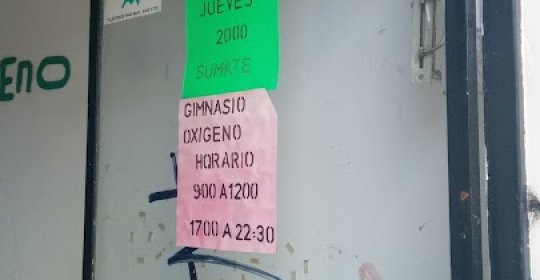 JUEVES
2000
SUMATE
ENO
GIMNASIO
OXIGENO
HORARIO
900 A1200
1700 A 22:30